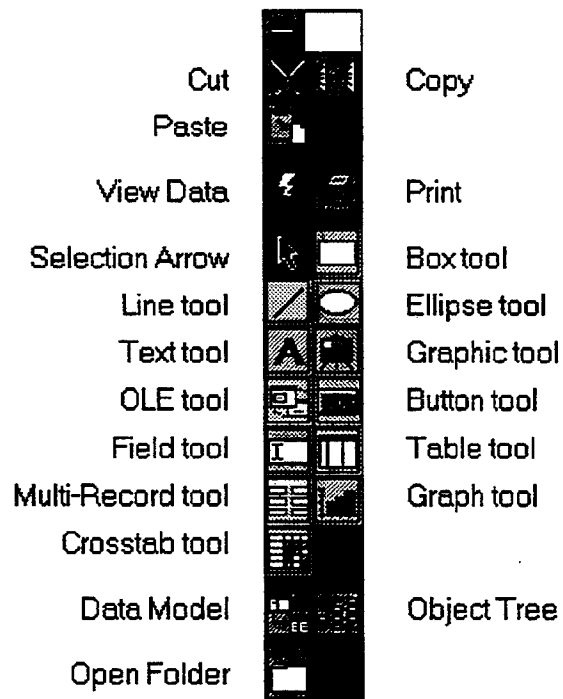 Cut Copy
Paste
View Data Print
Selection Arrow Box tool
Line tool Ellipse tool
Text tool Graphic tool
OLE tool Button tool
Field tool Table tool
Multi-Record tool Graph tool
Crosstab tool
Data Model Object Tree
Open Folder